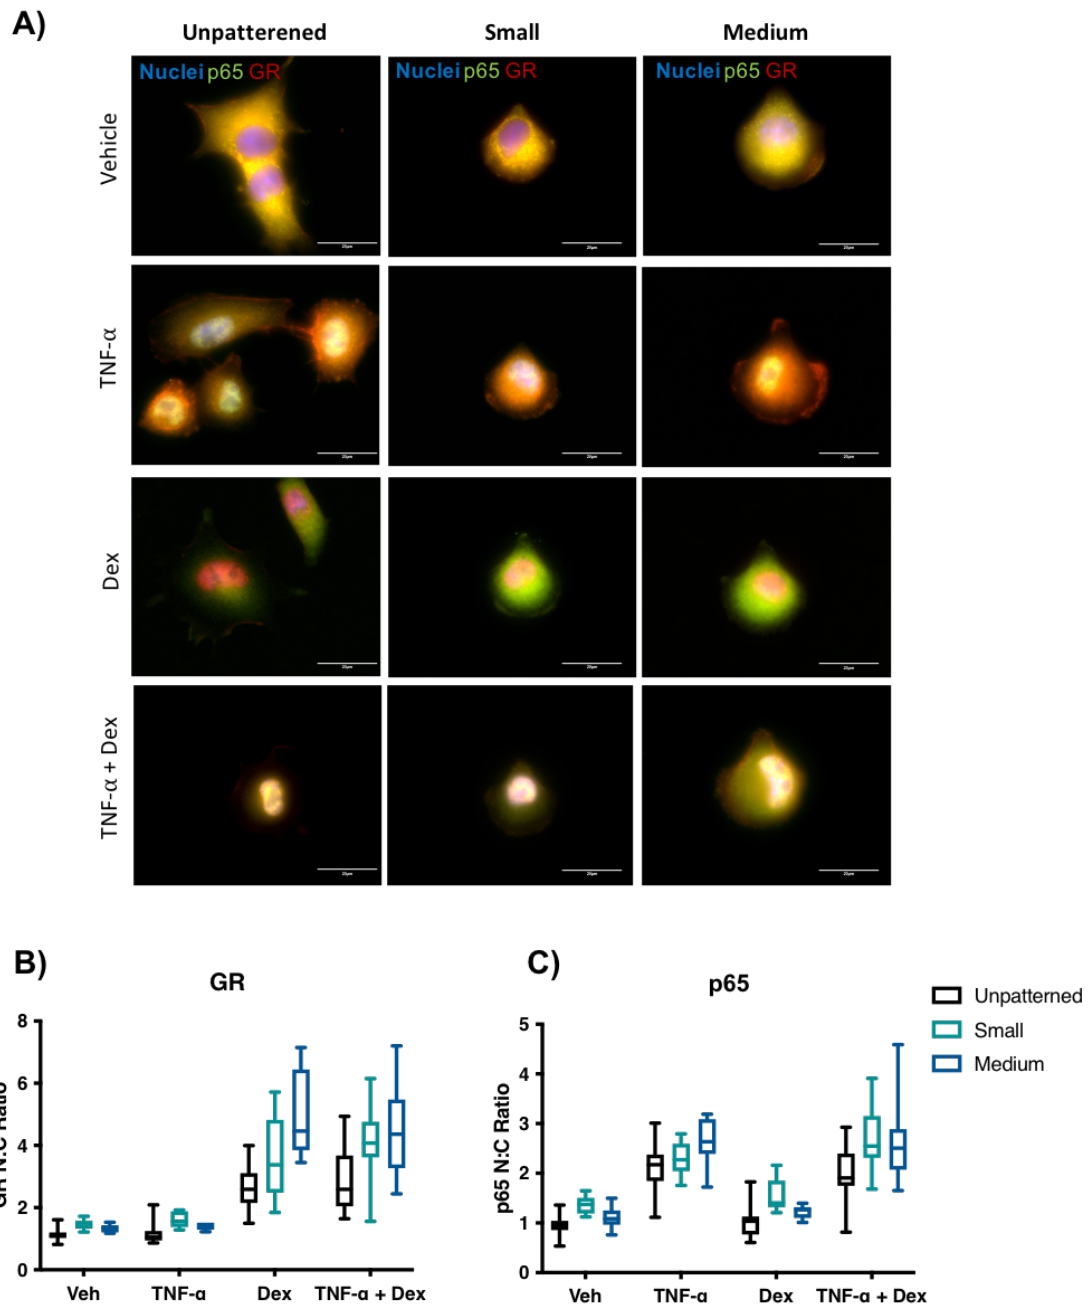 A)
Unpatterened Small Medium
Vehicle
Nuclei p65 GR
Nuclei p65 GR
Nuclei p65 GR
TNF-α
Dex
TNF-α + Dex
B)
GR
GR N:C Ratio
8
6
4
2
0
Veh TNF-α Dex TNF-α + Dex
C)
p65
p65 N:C Ratio
5
4
3
2
1
0
Veh TNF-α Dex TNF-α + Dex
Unpatterned
Small
Medium